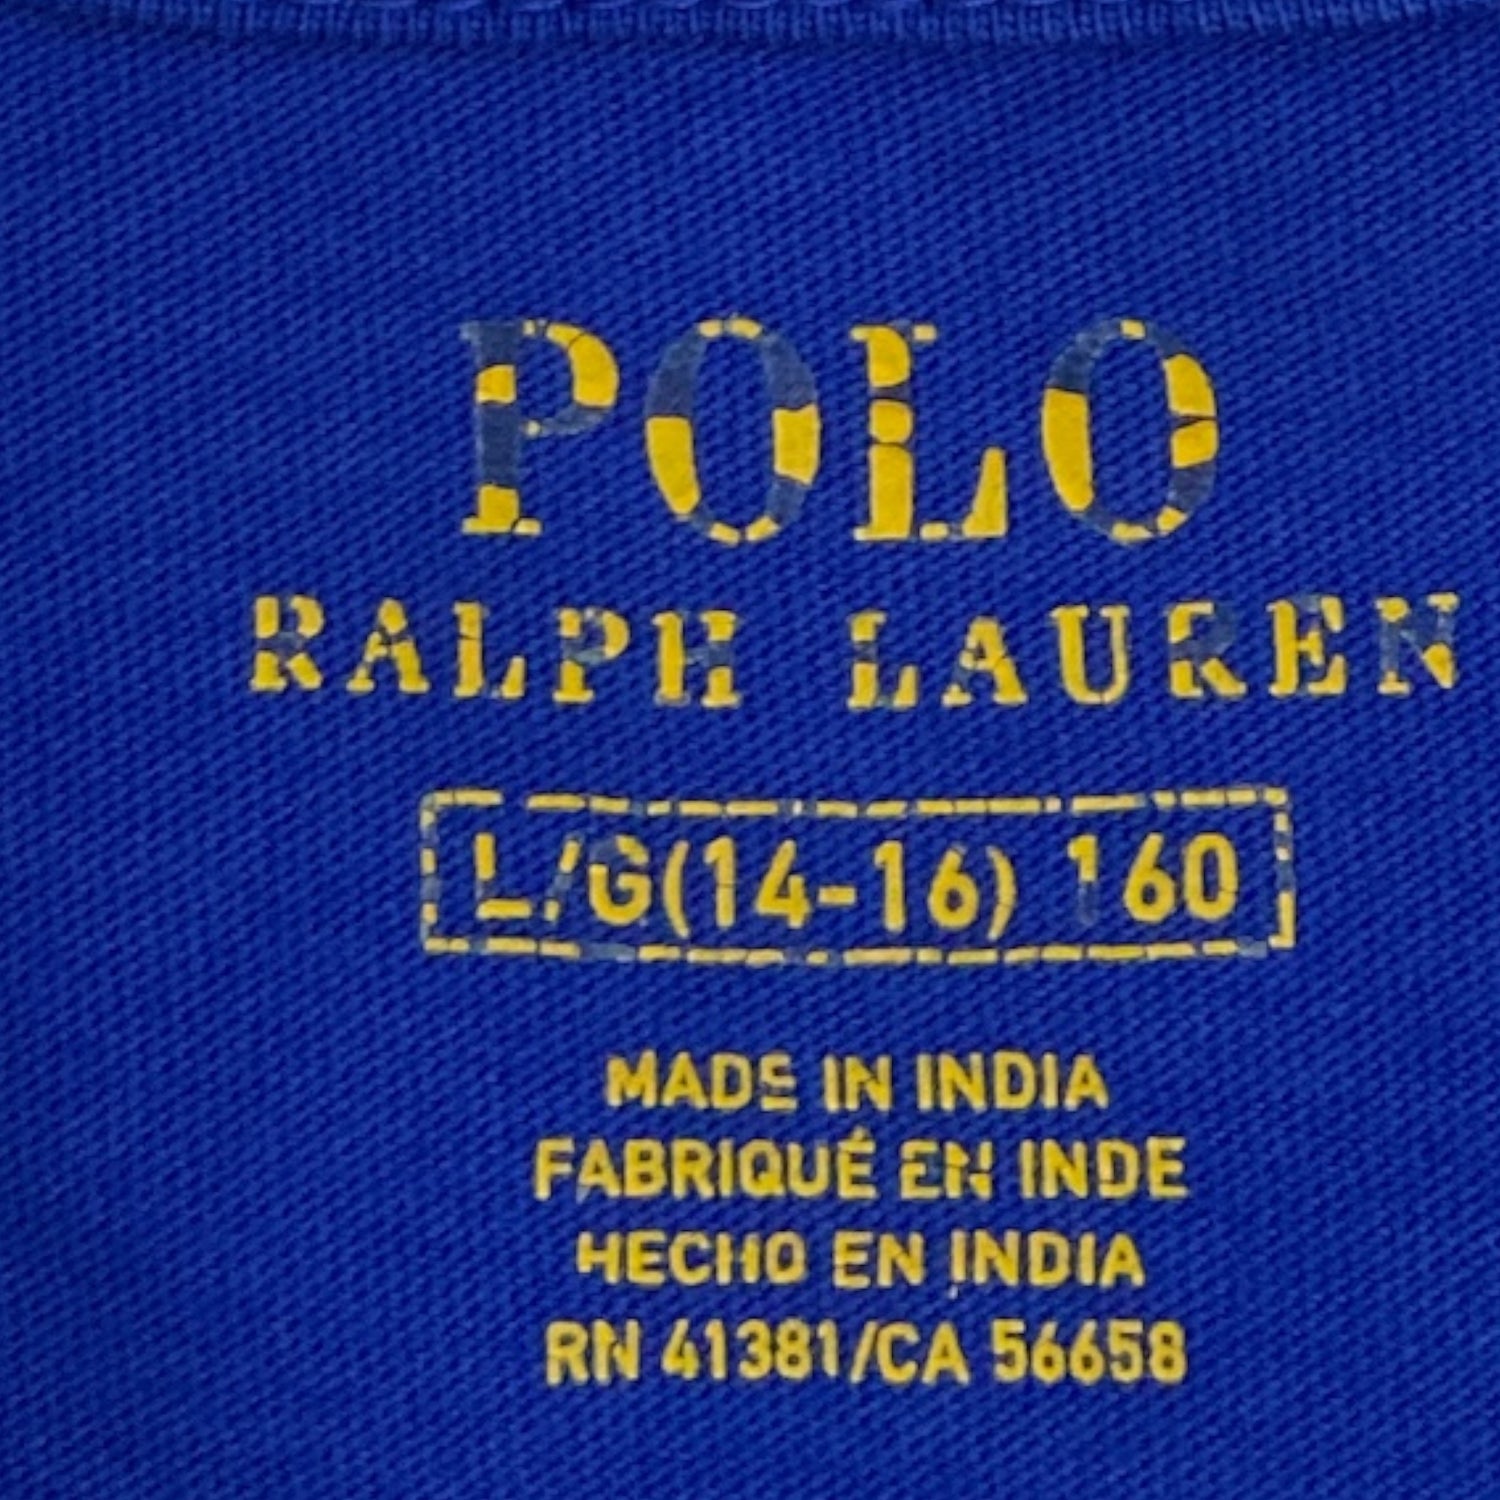 POLO
RALPH LAUREN
L/G(14-16) 160
MADE IN INDIA
FABRIQUÉ EN INDE
HECHO EN INDIA
RN 41381/CA 56658